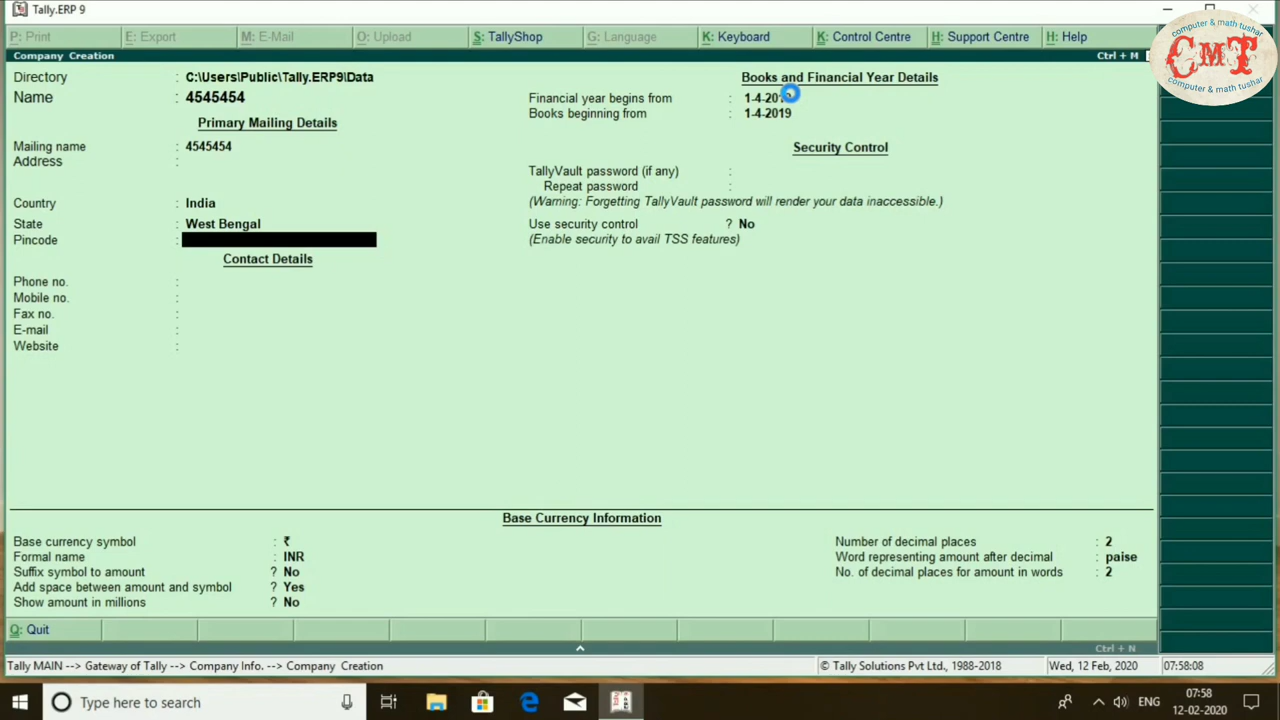 Tally.ERP 9
P: Print E: Export M: E-Mail O: Upload S: TallyShop G: Language K: Keyboard K: Control Centre H: Support Centre H: Help
Company Creation Ctrl + M
computer & math tushar
CMT
computer & math tushar
Directory : C:\Users\Public\Tally.ERP9\Data
Name : 4545454
Primary Mailing Details
Mailing name : 4545454
Address :
Country : India
State : West Bengal
Pincode :
Contact Details
Phone no. :
Mobile no. :
Fax no. :
E-mail :
Website :
Books and Financial Year Details
Financial year begins from :
Books beginning from : 1-4-2019
Security Control
TallyVault password (if any) :
Repeat password :
(Warning: Forgetting TallyVault password will render your data inaccessible.)
Use security control ? No
(Enable security to avail TSS features)
Base Currency Information
Base currency symbol : ₹
Formal name : INR
Suffix symbol to amount ? No
Add space between amount and symbol ? Yes
Show amount in millions ? No
Number of decimal places : 2
Word representing amount after decimal : paise
No. of decimal places for amount in words : 2
Q: Quit
Ctrl + N
Tally MAIN --> Gateway of Tally --> Company Info. --> Company Creation © Tally Solutions Pvt Ltd., 1988-2018 Wed, 12 Feb, 2020 07:58:08
Type here to search ENG 07:58
12-02-2020